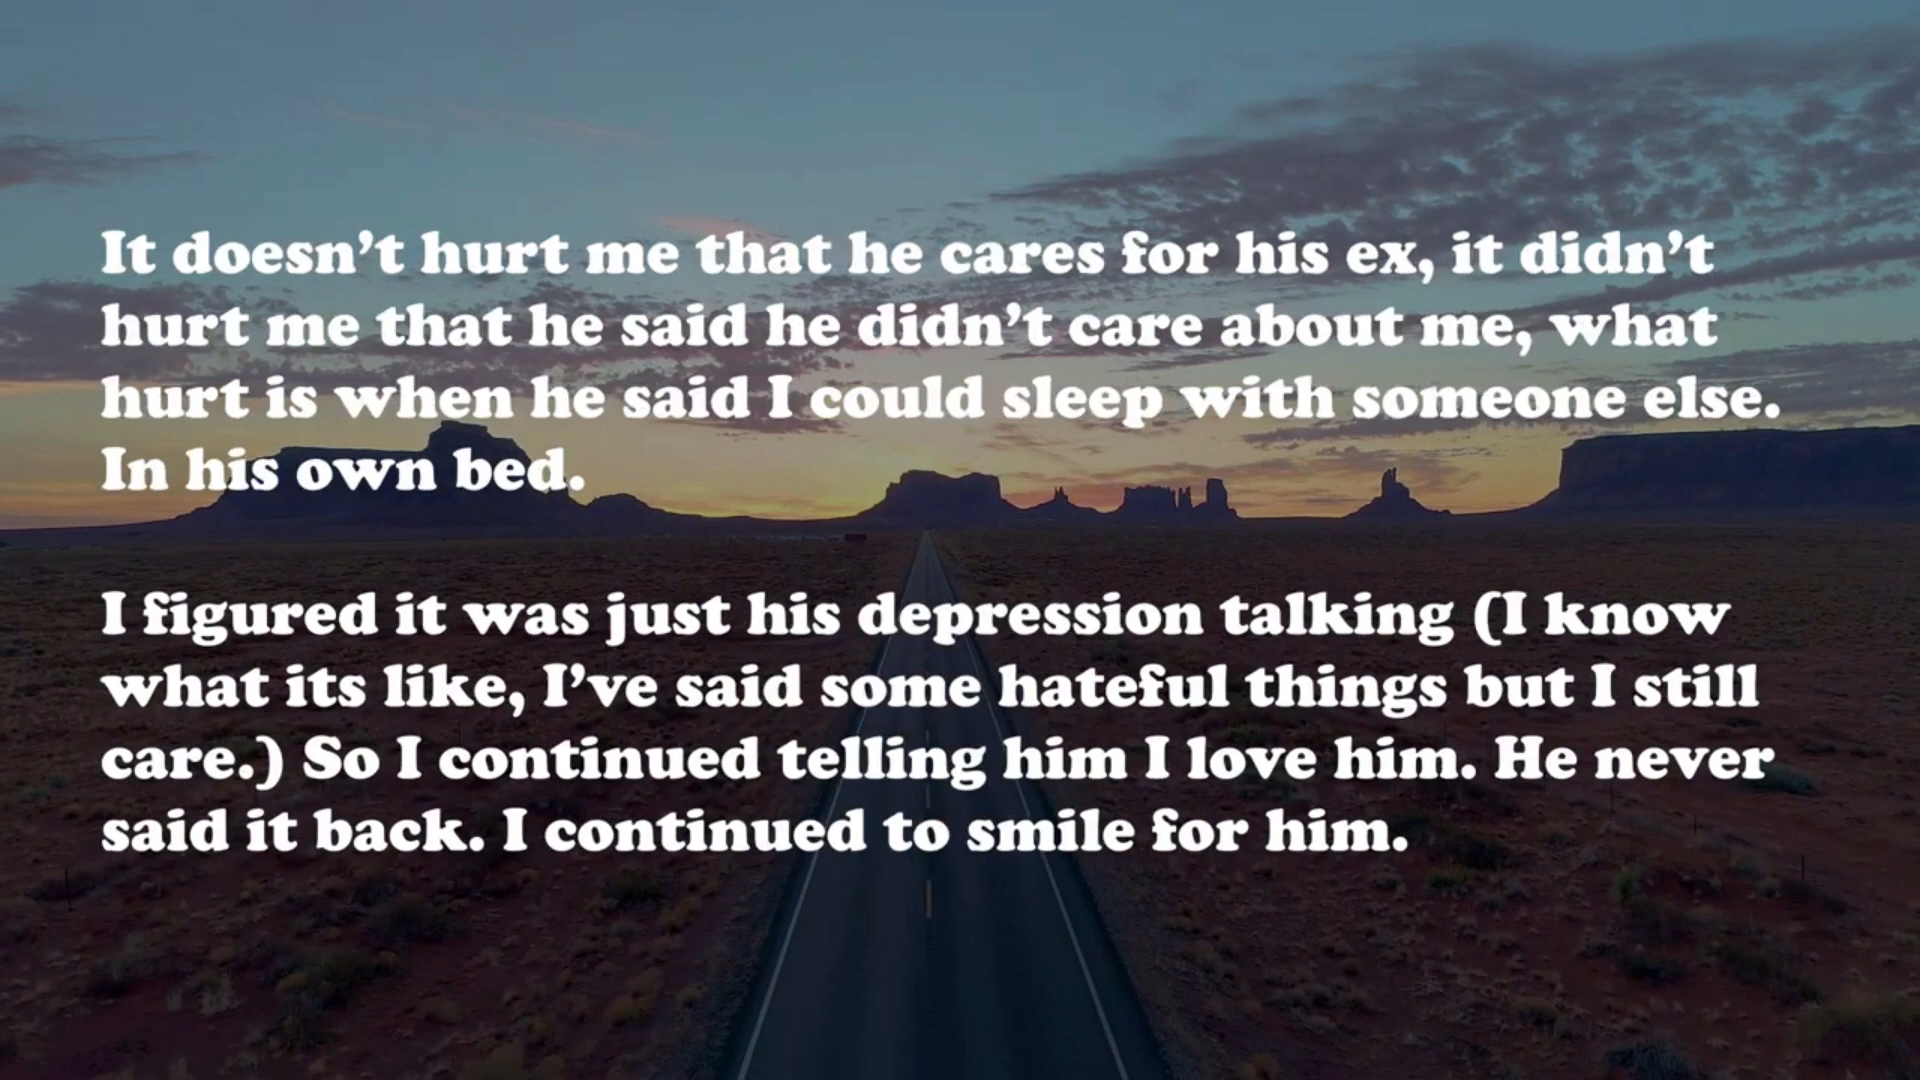 It doesn’t hurt me that he cares for his ex, it didn’t
hurt me that he said he didn’t care about me, what
hurt is when he said I could sleep with someone else.
In his own bed.
I figured it was just his depression talking (I know
what its like, I’ve said some hateful things but I still
care.) So I continued telling him I love him. He never
said it back. I continued to smile for him.